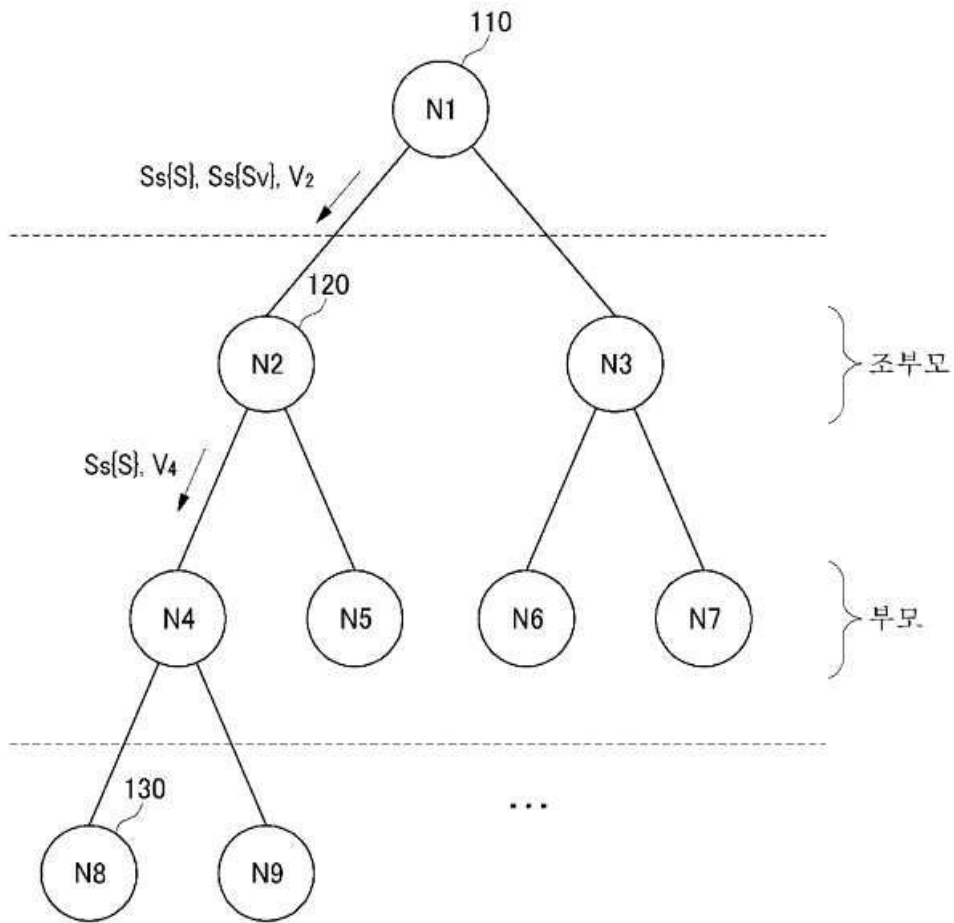 110
N1
Ss{S}, Ss{Sv}, V₂
120
N2
N3
조부모
Ss{S}, V₄
N4
N5
N6
N7
부모
130
...
N8
N9